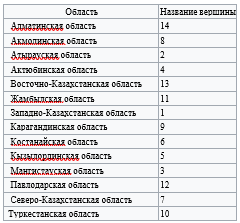 Область Название вершины
Алматинская область 14
Акмолинская область 8
Атырауская область 2
Актюбинская область 4
Восточно-Казахстанская область 13
Жамбылская область 11
Западно-Казахстанская область 1
Карагандинская область 9
Костанайская область 6
Кызылординская область 5
Мангистауская область 3
Павлодарская область 12
Северо-Казахстанская область 7
Туркестанская область 10